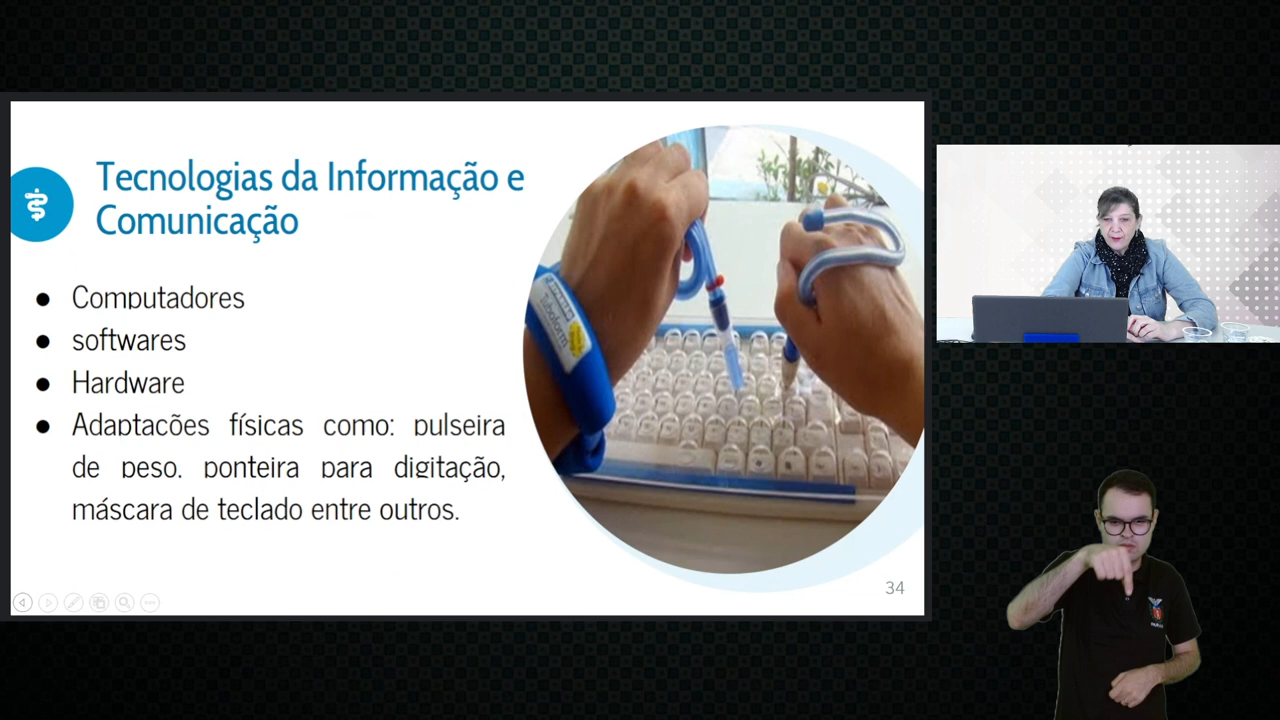 Tecnologias da Informação e
Comunicação
● Computadores
● softwares
● Hardware
● Adaptações físicas como: pulseira
de peso, ponteira para digitação,
máscara de teclado entre outros.
34